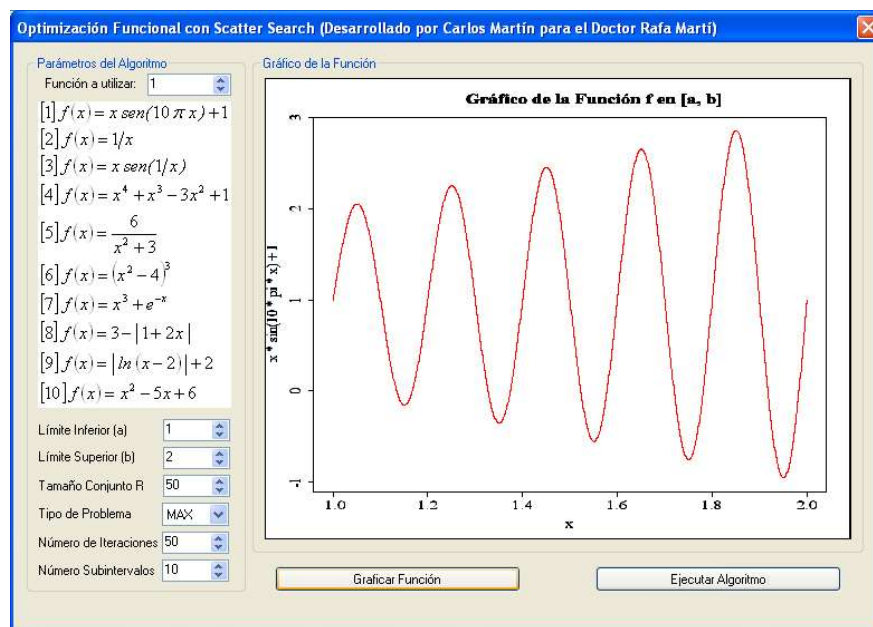 Optimización Funcional con Scatter Search (Desarrollado por Carlos Martín para el Doctor Rafa Martí)
Parámetros del Algoritmo
Función a utilizar: 1
[1] f(x) = x sen(10 π x) + 1
[2] f(x) = 1/x
[3] f(x) = x sen(1/x)
[4] f(x) = x⁴ + x³ − 3x² + 1
[5] f(x) = 6 / (x² + 3)
[6] f(x) = (x² − 4)³
[7] f(x) = x³ + e⁻ˣ
[8] f(x) = 3 − |1 + 2x|
[9] f(x) = |ln(x − 2)| + 2
[10] f(x) = x² − 5x + 6
Límite Inferior (a) 1
Límite Superior (b) 2
Tamaño Conjunto R 50
Tipo de Problema MAX
Número de Iteraciones 50
Número Subintervalos 10
Gráfico de la Función
Gráfico de la Función f en [a, b]
x * sin(10 * pi * x) + 1
3
2
1
0
-1
1.0 1.2 1.4 1.6 1.8 2.0
x
Graficar Función
Ejecutar Algoritmo